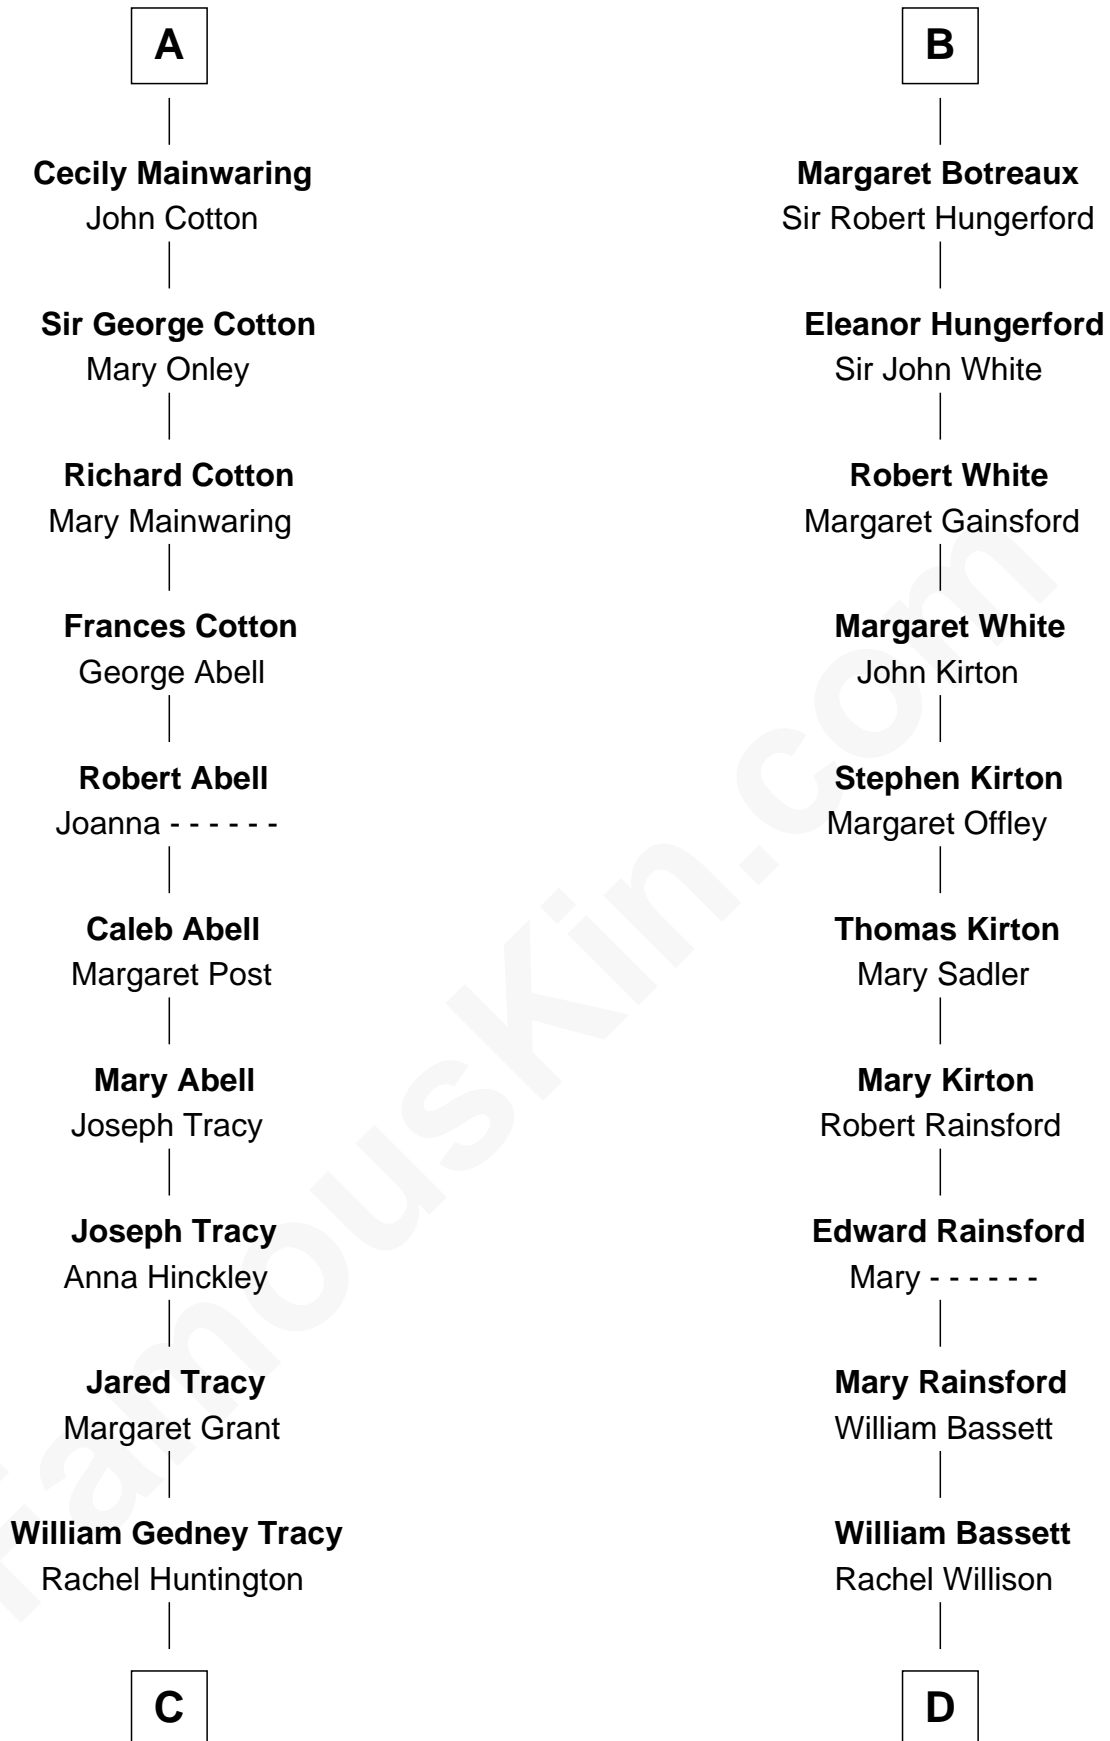 A
Cecily Mainwaring
John Cotton
Sir George Cotton
Mary Onley
Richard Cotton
Mary Mainwaring
Frances Cotton
George Abell
Robert Abell
Joanna - - - - - -
Caleb Abell
Margaret Post
Mary Abell
Joseph Tracy
Joseph Tracy
Anna Hinckley
Jared Tracy
Margaret Grant
William Gedney Tracy
Rachel Huntington
C
B
Margaret Botreaux
Sir Robert Hungerford
Eleanor Hungerford
Sir John White
Robert White
Margaret Gainsford
Margaret White
John Kirton
Stephen Kirton
Margaret Offley
Thomas Kirton
Mary Sadler
Mary Kirton
Robert Rainsford
Edward Rainsford
Mary - - - - - -
Mary Rainsford
William Bassett
William Bassett
Rachel Willison
D
FamousKin.com